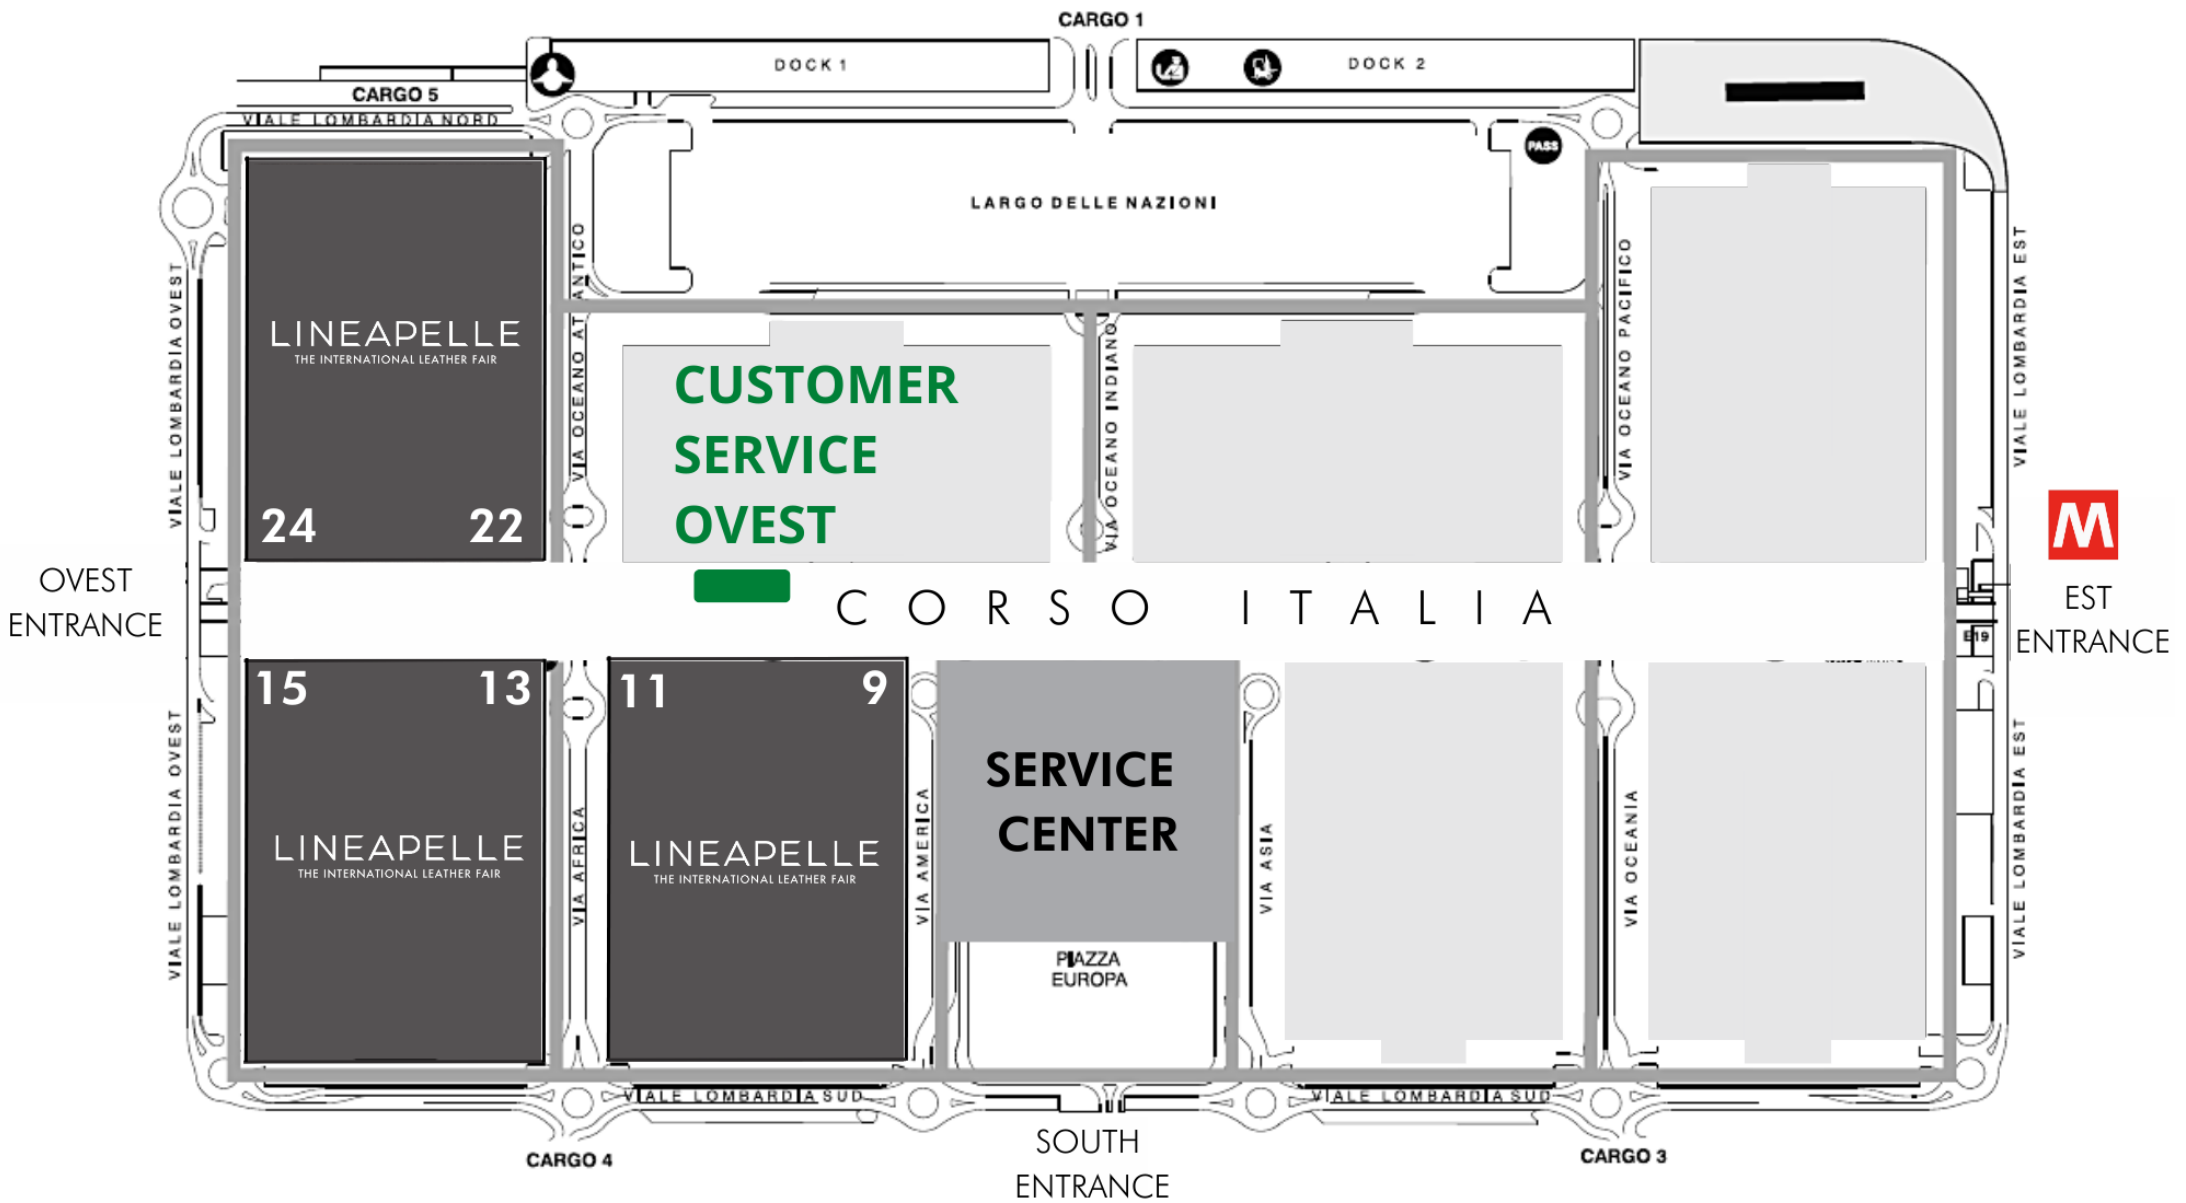 CARGO 1
DOCK 1
DOCK 2
CARGO 5
VIALE LOMBARDIA NORD
PASS
LARGO DELLE NAZIONI
VIALE LOMBARDIA OVEST
VIA OCEANO ATLANTICO
VIA OCEANO INDIANO
VIA OCEANO PACIFICO
VIALE LOMBARDIA EST
LINEAPELLE
THE INTERNATIONAL LEATHER FAIR
24 22
CUSTOMER
SERVICE
OVEST
M
OVEST
ENTRANCE
CORSO ITALIA
EST
ENTRANCE
E19
15 13
11 9
LINEAPELLE
THE INTERNATIONAL LEATHER FAIR
LINEAPELLE
THE INTERNATIONAL LEATHER FAIR
SERVICE
CENTER
VIALE LOMBARDIA OVEST
VIA AFRICA
VIA AMERICA
VIA ASIA
VIA OCEANIA
VIALE LOMBARDIA EST
PIAZZA
EUROPA
VIALE LOMBARDIA SUD
VIALE LOMBARDIA SUD
CARGO 4
SOUTH
ENTRANCE
CARGO 3